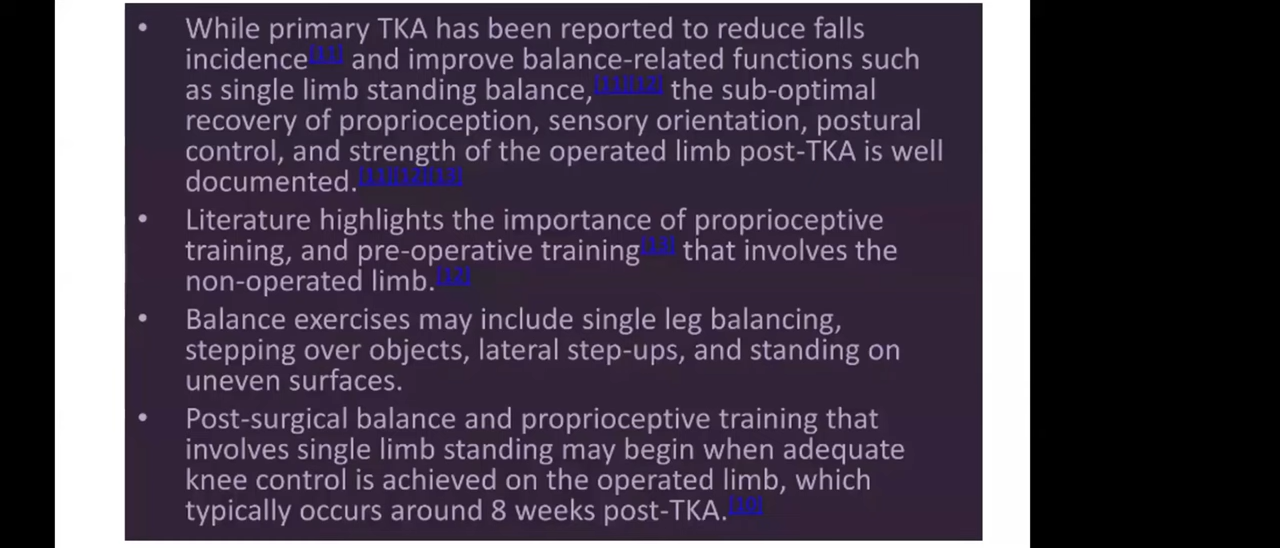 • While primary TKA has been reported to reduce falls
incidence[11] and improve balance-related functions such
as single limb standing balance,[11][12] the sub-optimal
recovery of proprioception, sensory orientation, postural
control, and strength of the operated limb post-TKA is well
documented.[11][12][13]
• Literature highlights the importance of proprioceptive
training, and pre-operative training[13] that involves the
non-operated limb.[12]
• Balance exercises may include single leg balancing,
stepping over objects, lateral step-ups, and standing on
uneven surfaces.
• Post-surgical balance and proprioceptive training that
involves single limb standing may begin when adequate
knee control is achieved on the operated limb, which
typically occurs around 8 weeks post-TKA.[10]